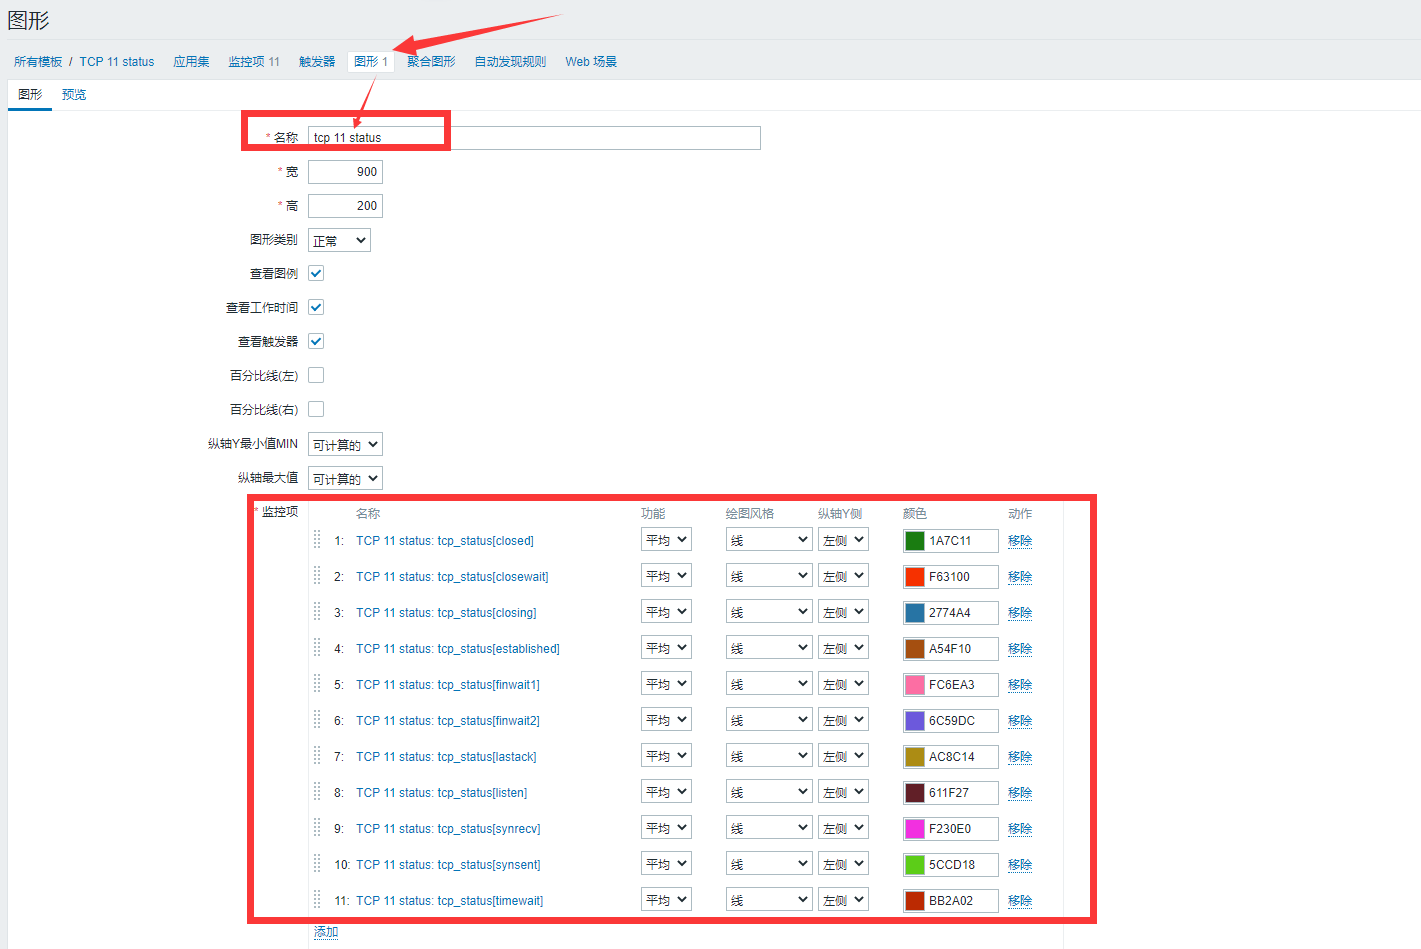 图形
所有模板 / TCP 11 status 应用集 监控项 11 触发器 图形 1 聚合图形 自动发现规则 Web 场景
图形 预览
* 名称 tcp 11 status
* 宽 900
* 高 200
图形类别 正常
查看图例
查看工作时间
查看触发器
百分比线(左)
百分比线(右)
纵轴Y最小值MIN 可计算的
纵轴最大值 可计算的
* 监控项 名称 功能 绘图风格 纵轴Y侧 颜色 动作
1: TCP 11 status: tcp_status[closed] 平均 线 左侧 1A7C11 移除
2: TCP 11 status: tcp_status[closewait] 平均 线 左侧 F63100 移除
3: TCP 11 status: tcp_status[closing] 平均 线 左侧 2774A4 移除
4: TCP 11 status: tcp_status[established] 平均 线 左侧 A54F10 移除
5: TCP 11 status: tcp_status[finwait1] 平均 线 左侧 FC6EA3 移除
6: TCP 11 status: tcp_status[finwait2] 平均 线 左侧 6C59DC 移除
7: TCP 11 status: tcp_status[lastack] 平均 线 左侧 AC8C14 移除
8: TCP 11 status: tcp_status[listen] 平均 线 左侧 611F27 移除
9: TCP 11 status: tcp_status[synrecv] 平均 线 左侧 F230E0 移除
10: TCP 11 status: tcp_status[synsent] 平均 线 左侧 5CCD18 移除
11: TCP 11 status: tcp_status[timewait] 平均 线 左侧 BB2A02 移除
添加